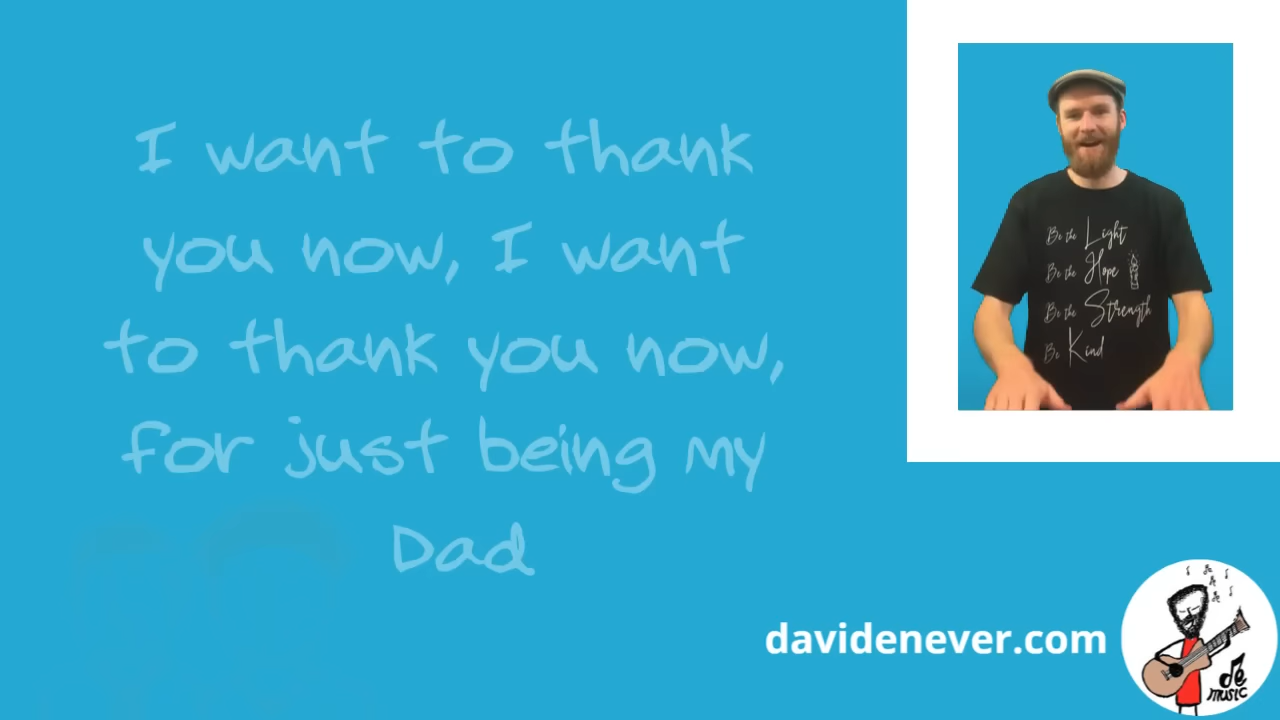 I want to thank
you now, I want
to thank you now,
for just being my
Dad
Be the Light
Be the Hope
Be the Strength
Be Kind
davidenever.com
de
music